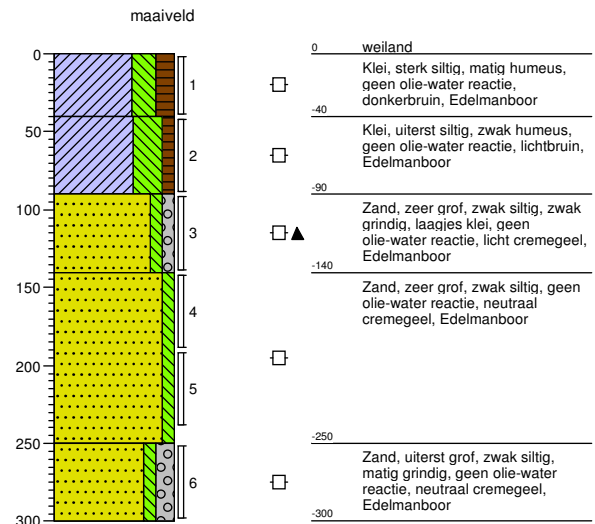 maaiveld
0
50
100
150
200
250
300
1
2
3
4
5
6
0
weiland
Klei, sterk siltig, matig humeus,
geen olie-water reactie,
donkerbruin, Edelmanboor
-40
Klei, uiterst siltig, zwak humeus,
geen olie-water reactie, lichtbruin,
Edelmanboor
-90
Zand, zeer grof, zwak siltig, zwak
grindig, laagjes klei, geen
olie-water reactie, licht cremegeel,
Edelmanboor
-140
Zand, zeer grof, zwak siltig, geen
olie-water reactie, neutraal
cremegeel, Edelmanboor
-250
Zand, uiterst grof, zwak siltig,
matig grindig, geen olie-water
reactie, neutraal cremegeel,
Edelmanboor
-300